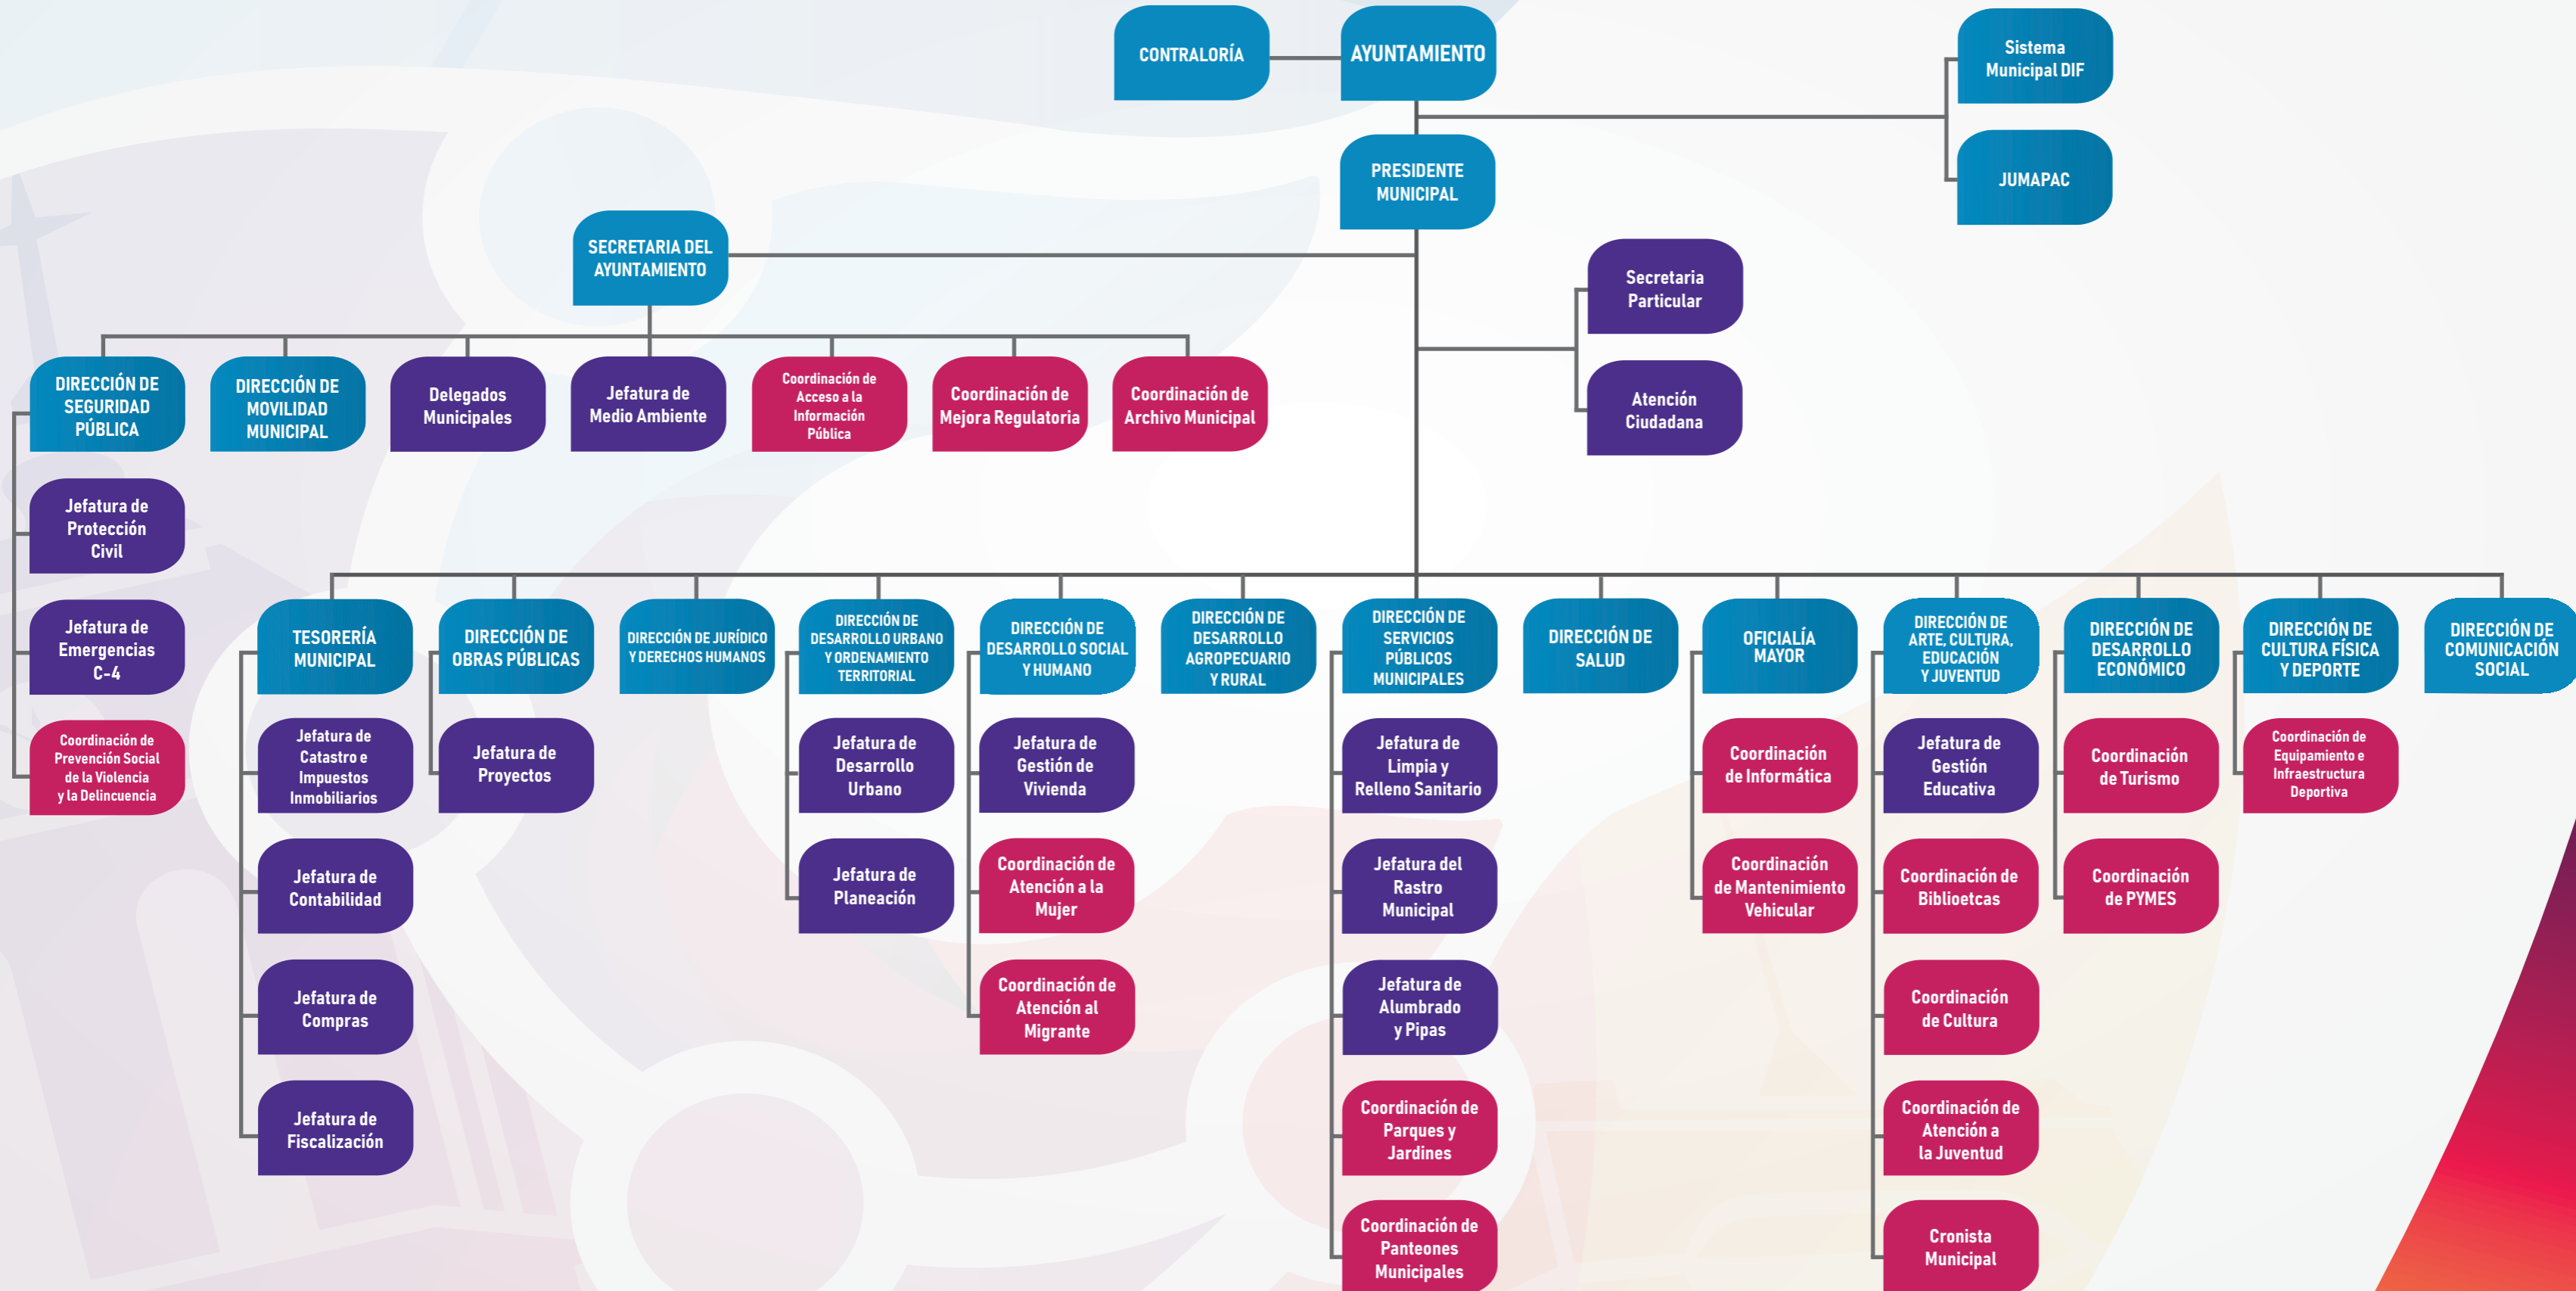 CONTRALORÍA
AYUNTAMIENTO
Sistema
Municipal DIF
JUMAPAC
PRESIDENTE
MUNICIPAL
SECRETARIA DEL
AYUNTAMIENTO
Secretaria
Particular
Atención
Ciudadana
DIRECCIÓN DE
SEGURIDAD
PÚBLICA
DIRECCIÓN DE
MOVILIDAD
MUNICIPAL
Delegados
Municipales
Jefatura de
Medio Ambiente
Coordinación de
Acceso a la
Información
Pública
Coordinación de
Mejora Regulatoria
Coordinación de
Archivo Municipal
Jefatura de
Protección
Civil
Jefatura de
Emergencias
C-4
Coordinación de
Prevención Social
de la Violencia
y la Delincuencia
TESORERÍA
MUNICIPAL
Jefatura de
Catastro e
Impuestos
Inmobiliarios
Jefatura de
Contabilidad
Jefatura de
Compras
Jefatura de
Fiscalización
DIRECCIÓN DE
OBRAS PÚBLICAS
Jefatura de
Proyectos
DIRECCIÓN DE JURÍDICO
Y DERECHOS HUMANOS
DIRECCIÓN DE
DESARROLLO URBANO
Y ORDENAMIENTO
TERRITORIAL
Jefatura de
Desarrollo
Urbano
Jefatura de
Planeación
DIRECCIÓN DE
DESARROLLO SOCIAL
Y HUMANO
Jefatura de
Gestión de
Vivienda
Coordinación de
Atención a la
Mujer
Coordinación de
Atención al
Migrante
DIRECCIÓN DE
DESARROLLO
AGROPECUARIO
Y RURAL
DIRECCIÓN DE
SERVICIOS
PÚBLICOS
MUNICIPALES
Jefatura de
Limpia y
Relleno Sanitario
Jefatura del
Rastro
Municipal
Jefatura de
Alumbrado
y Pipas
Coordinación de
Parques y
Jardines
Coordinación de
Panteones
Municipales
DIRECCIÓN DE
SALUD
OFICIALÍA
MAYOR
Coordinación
de Informática
Coordinación
de Mantenimiento
Vehicular
DIRECCIÓN DE
ARTE, CULTURA,
EDUCACIÓN
Y JUVENTUD
Jefatura de
Gestión
Educativa
Coordinación de
Biblioetcas
Coordinación
de Cultura
Coordinación de
Atención a
la Juventud
Cronista
Municipal
DIRECCIÓN DE
DESARROLLO
ECONÓMICO
Coordinación
de Turismo
Coordinación
de PYMES
DIRECCIÓN DE
CULTURA FÍSICA
Y DEPORTE
Coordinación de
Equipamiento e
Infraestructura
Deportiva
DIRECCIÓN DE
COMUNICACIÓN
SOCIAL